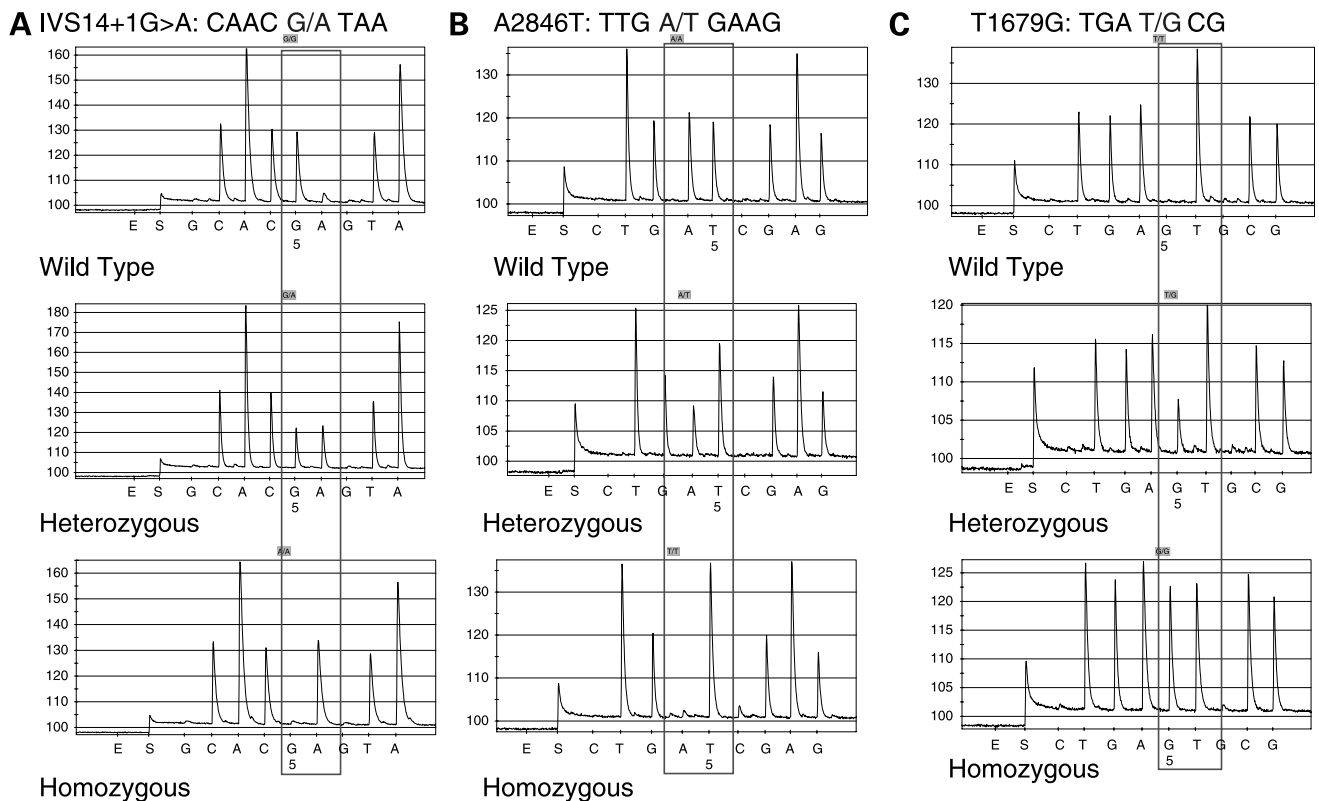 A IVS14+1G>A: CAAC G/A TAA
G/G
160
150
140
130
120
110
100
E S G C A C G A G T A
5
Wild Type
G/A
180
170
160
150
140
130
120
110
100
E S G C A C G A G T A
5
Heterozygous
A/A
160
150
140
130
120
110
100
E S G C A C G A G T A
5
Homozygous
B A2846T: TTG A/T GAAG
A/A
130
120
110
100
E S C T G A T C G A G
5
Wild Type
A/T
125
120
115
110
105
100
E S C T G A T C G A G
5
Heterozygous
T/T
130
120
110
100
E S C T G A T C G A G
5
Homozygous
C T1679G: TGA T/G CG
T/T
130
120
110
100
E S C T G A G T G C G
5
Wild Type
T/G
120
115
110
105
100
E S C T G A G T G C G
5
Heterozygous
G/G
125
120
115
110
105
100
E S C T G A G T G C G
5
Homozygous